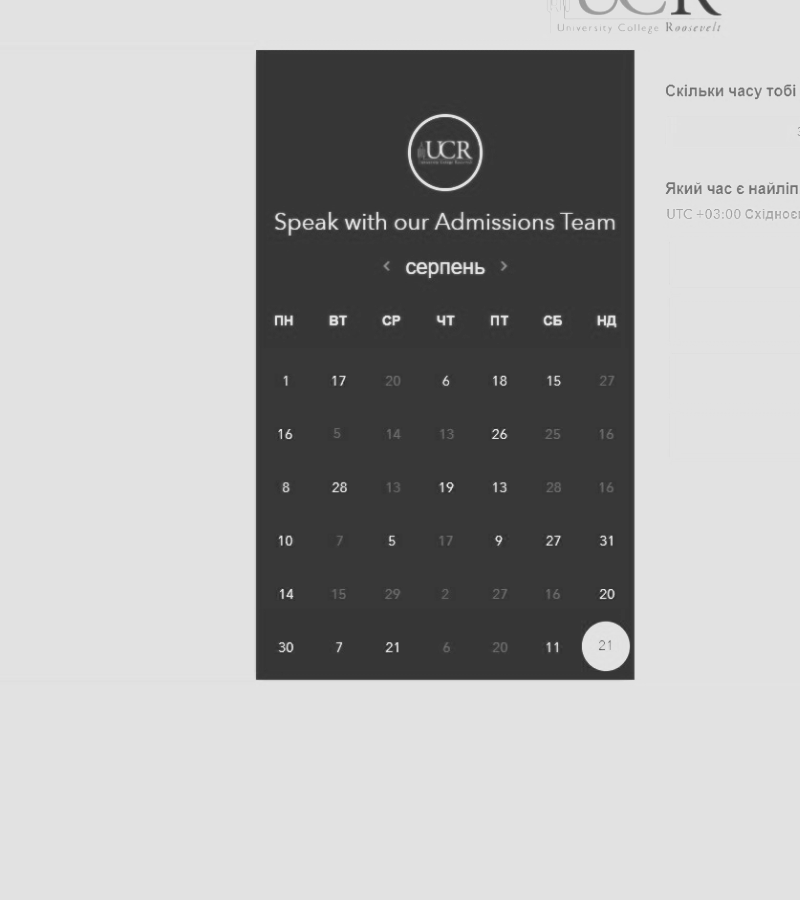 UCR
University College Roosevelt
UCR
Speak with our Admissions Team
серпень
ПН ВТ СР ЧТ ПТ СБ НД
1 17 20 6 18 15 27
16 5 14 13 26 25 16
8 28 13 19 13 28 16
10 7 5 17 9 27 31
14 15 29 2 27 16 20
30 7 21 6 20 11 21
Скільки часу тобі
Який час є найліп
UTC +03:00 Східноє